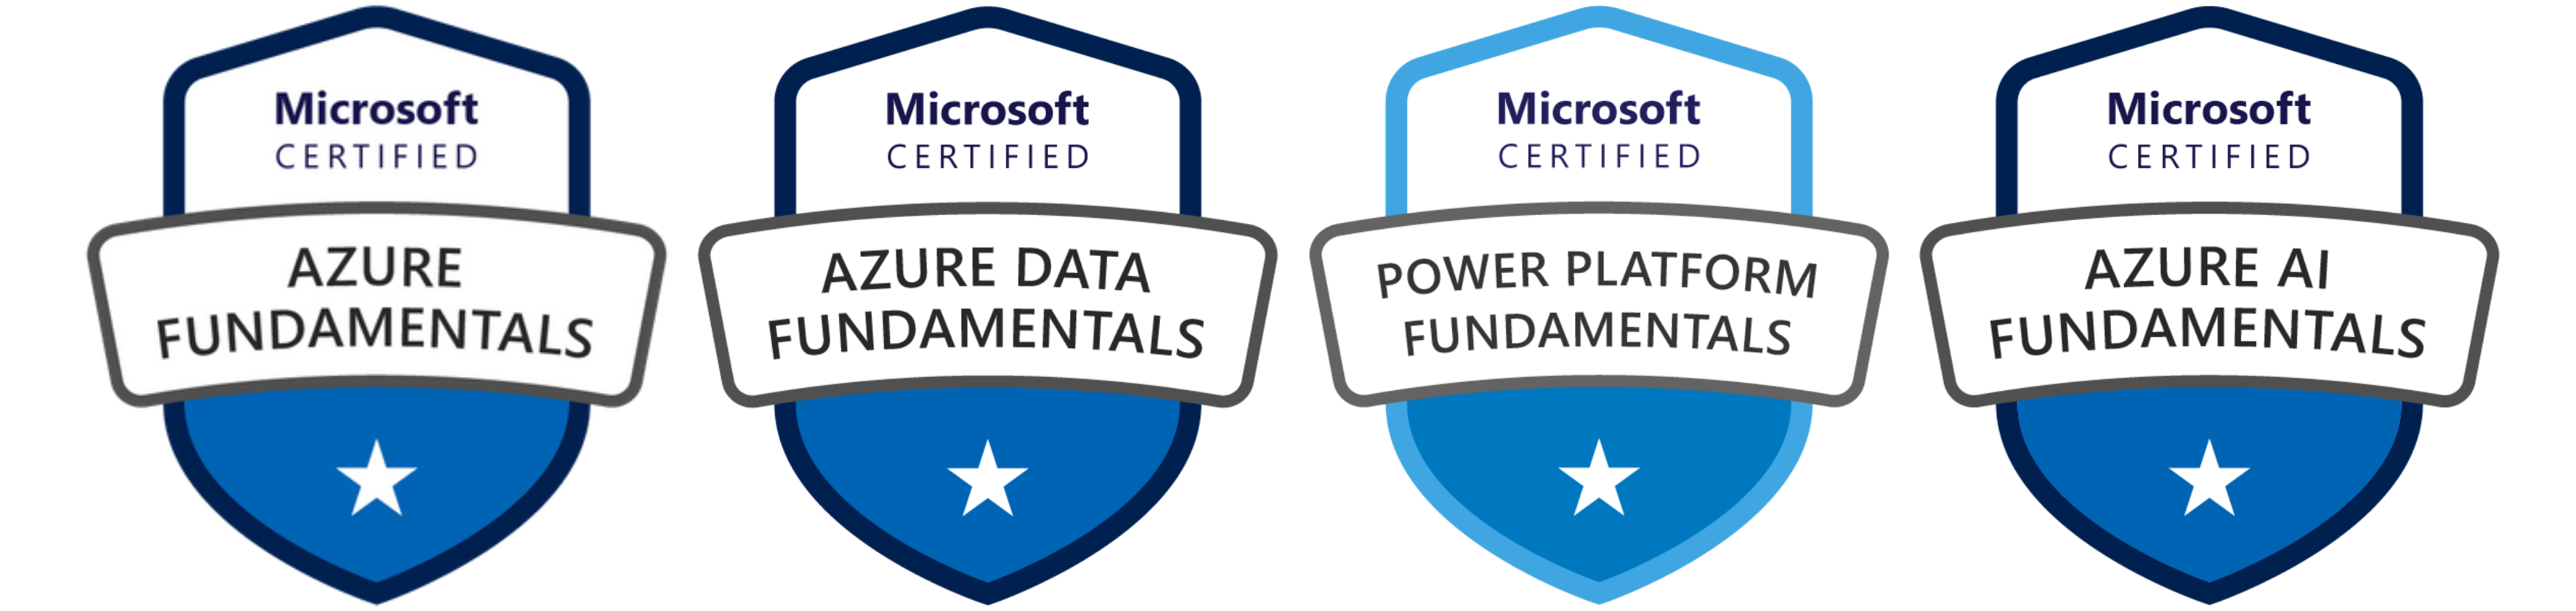 Microsoft
CERTIFIED
AZURE
FUNDAMENTALS
Microsoft
CERTIFIED
AZURE DATA
FUNDAMENTALS
Microsoft
CERTIFIED
POWER PLATFORM
FUNDAMENTALS
Microsoft
CERTIFIED
AZURE AI
FUNDAMENTALS